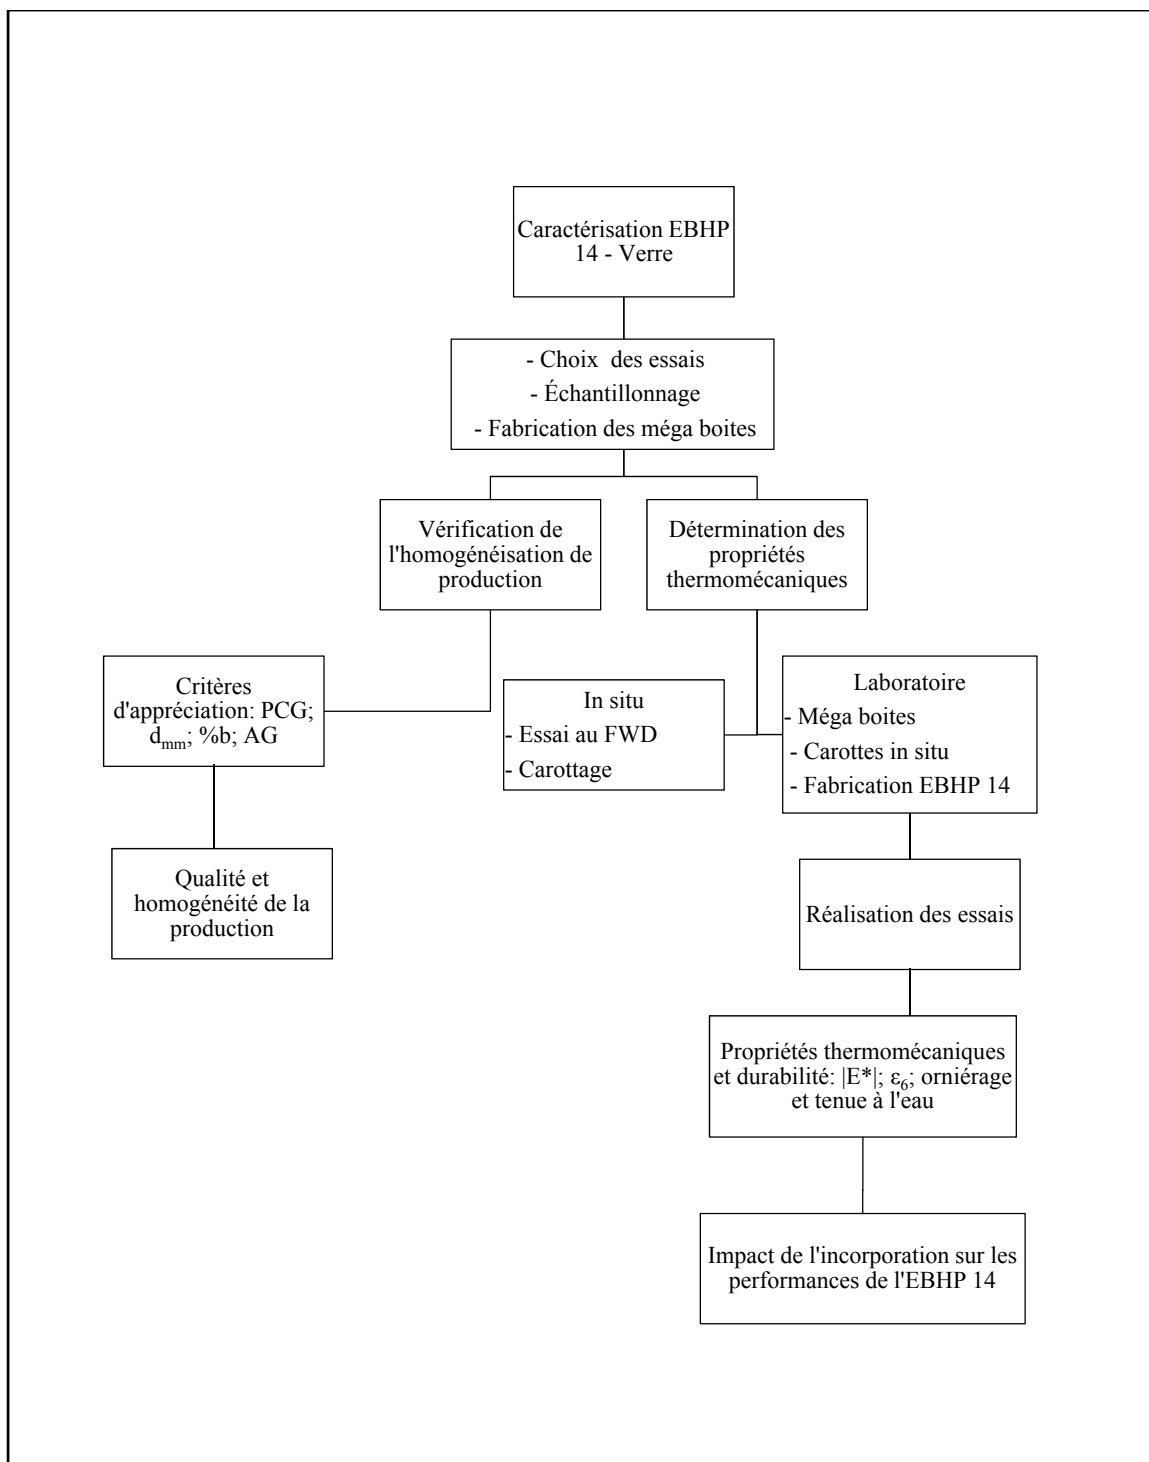 Caractérisation EBHP
14 - Verre
- Choix  des essais
- Échantillonnage
- Fabrication des méga boites
Vérification de
l'homogénéisation de
production
Détermination des
propriétés
thermomécaniques
Critères
d'appréciation: PCG;
d_mm; %b; AG
In situ
- Essai au FWD
- Carottage
Laboratoire
- Méga boites
- Carottes in situ
- Fabrication EBHP 14
Qualité et
homogénéité de la
production
Réalisation des essais
Propriétés thermomécaniques
et durabilité: |E*|; ε₆; orniérage
et tenue à l'eau
Impact de l'incorporation sur les
performances de l'EBHP 14